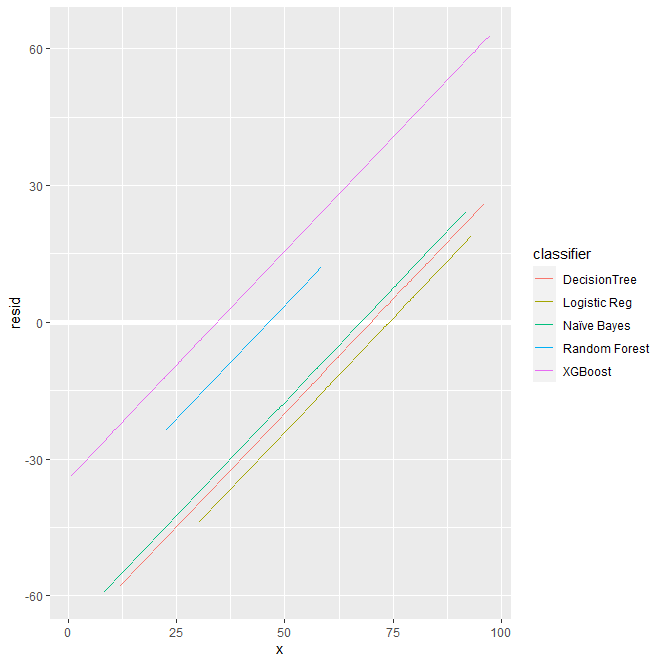 60
30
0
-30
-60
resid
0 25 50 75 100
x
classifier
DecisionTree
Logistic Reg
Naïve Bayes
Random Forest
XGBoost